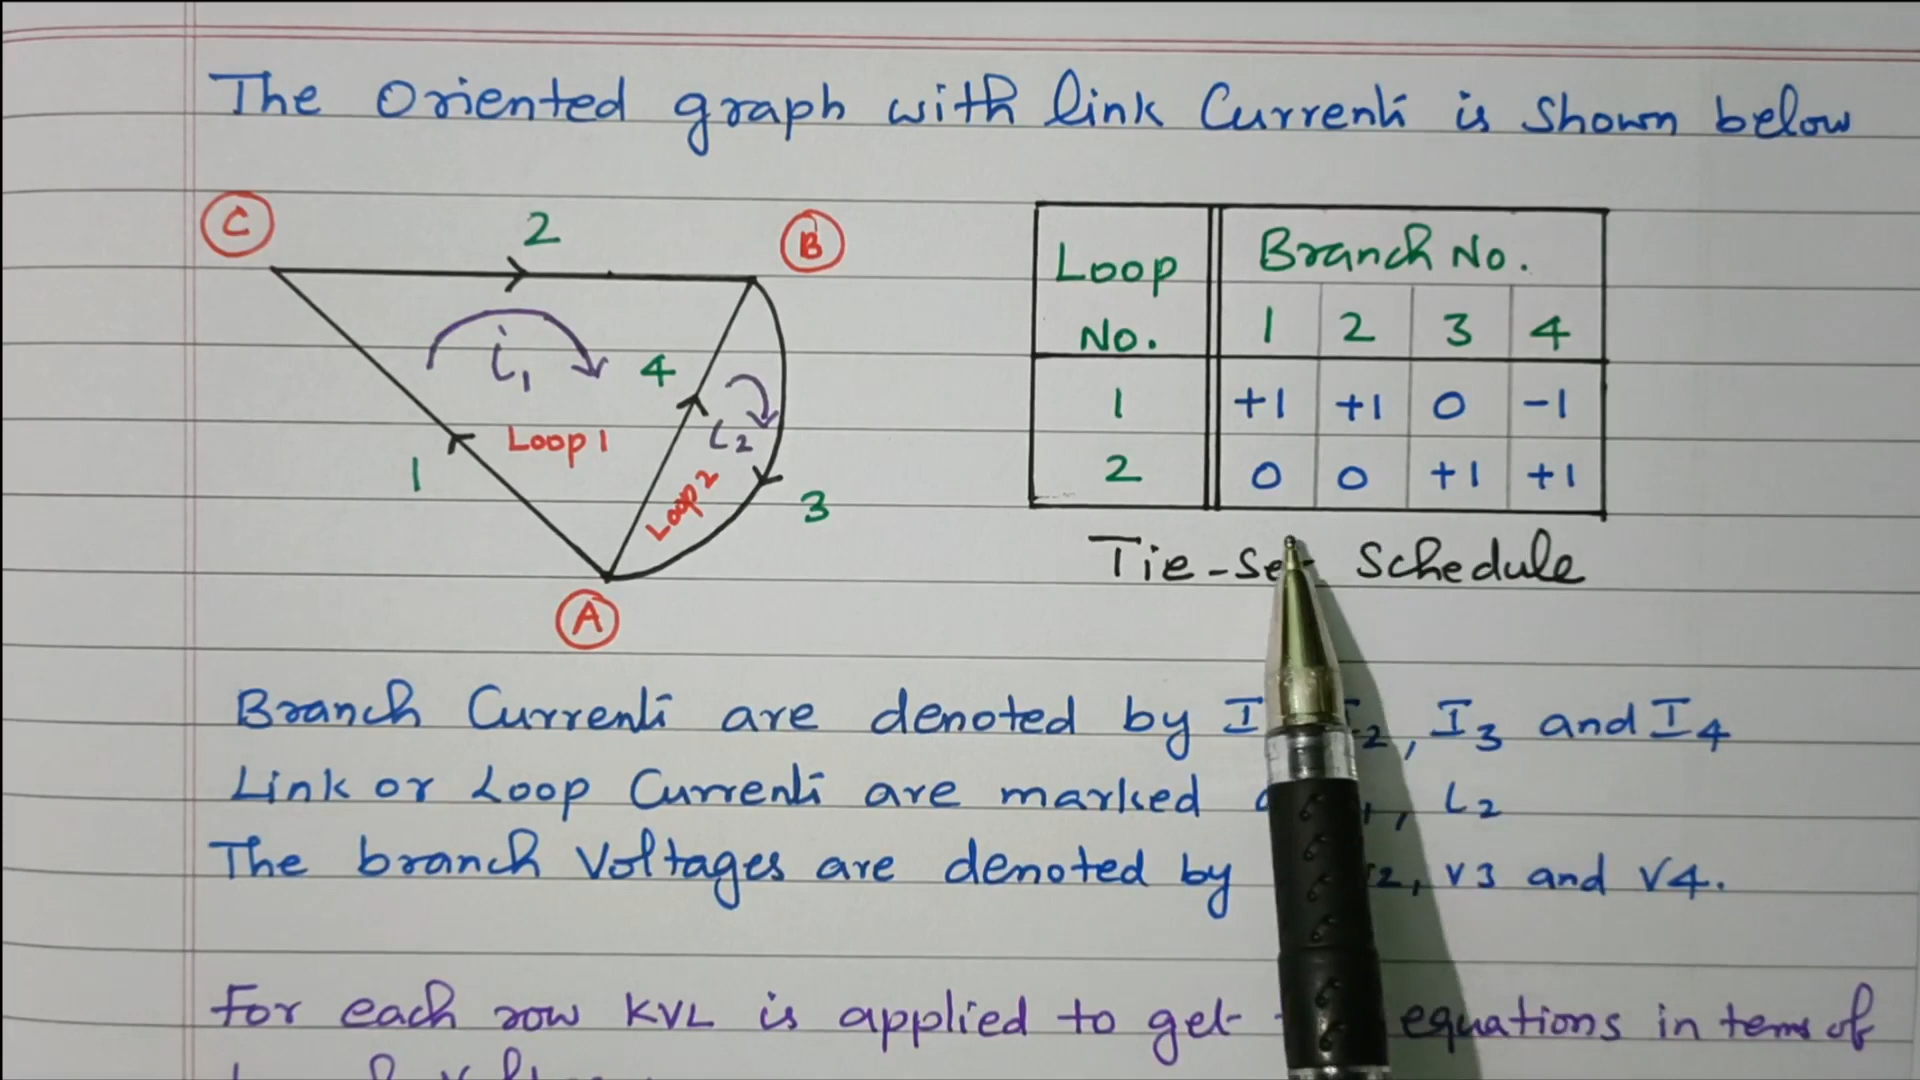 The Oriented graph with link Currents is Shown below
C
2
B
i1
4
i2
Loop 1
1
Loop 2
3
A
Loop No.
Branch No.
1 2 3 4
1 +1 +1 0 -1
2 0 0 +1 +1
Tie-Set Schedule
Branch Currents are denoted by I , I3 and I4
Link or Loop Currents are marked , i2
The branch Voltages are denoted by , V3 and V4.
For each row KVL is applied to get equations in tems of